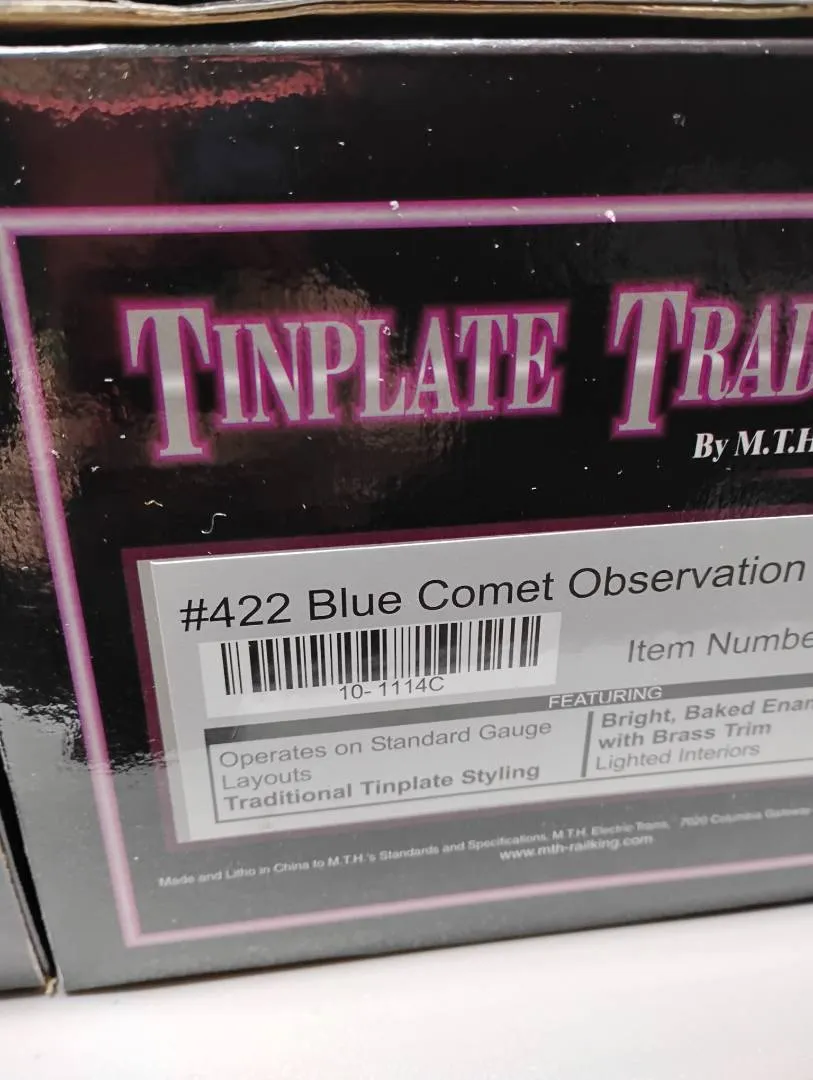 TINPLATE TRAD
By M.T.H
#422 Blue Comet Observation
Item Numbe
10-1114C
FEATURING
Operates on Standard Gauge
Layouts
Traditional Tinplate Styling
Bright, Baked Enam
with Brass Trim
Lighted Interiors
Made and Litho in China to M.T.H.'s Standards and Specifications. M.T.H. Electric Trains, 7020 Columbia Gateway
www.mth-railking.com